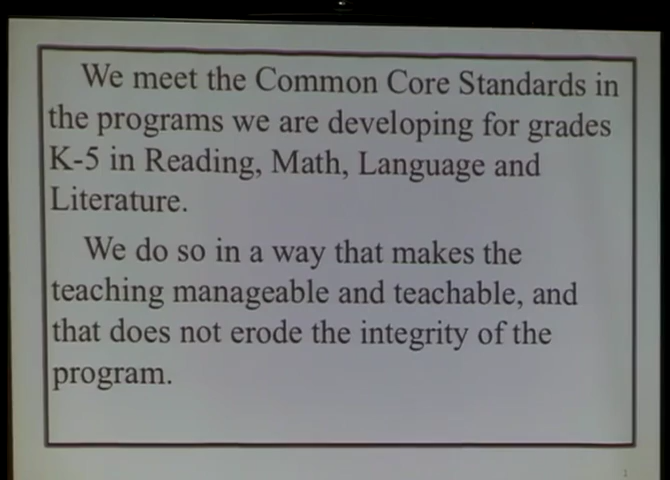 We meet the Common Core Standards in
the programs we are developing for grades
K-5 in Reading, Math, Language and
Literature.
We do so in a way that makes the
teaching manageable and teachable, and
that does not erode the integrity of the
program.
1